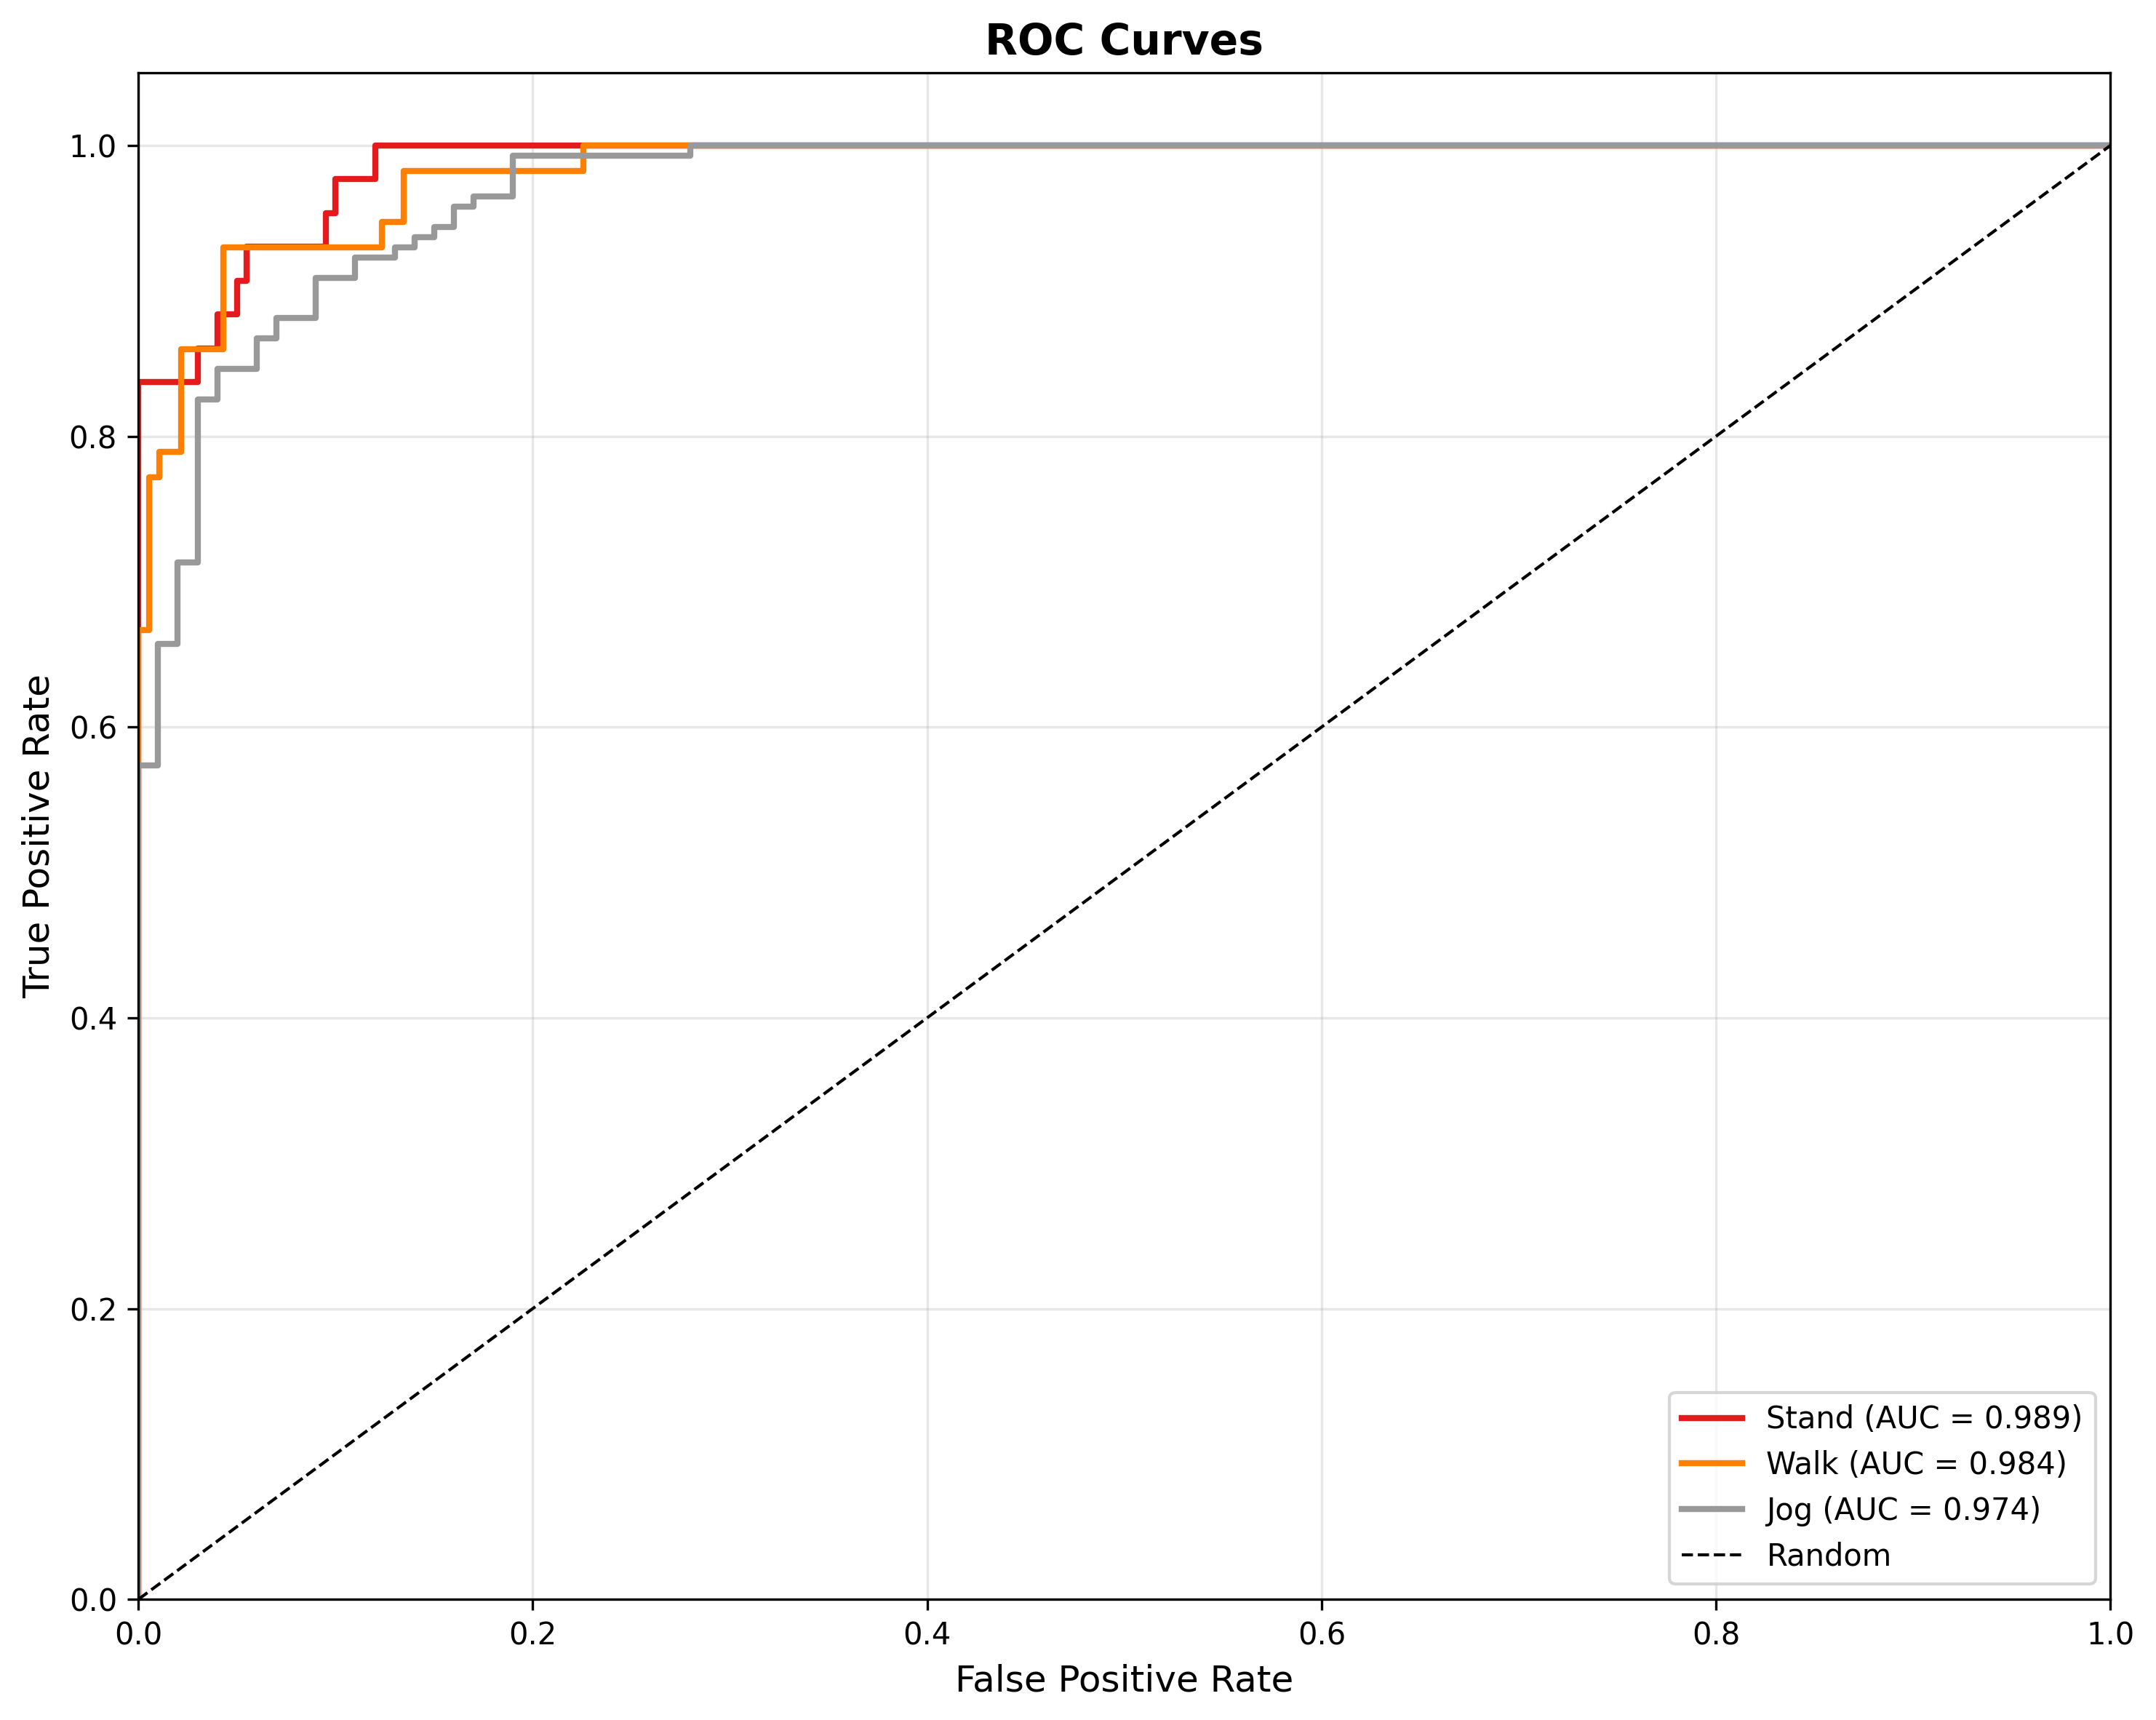 ROC Curves
1.0
0.8
0.6
0.4
0.2
0.0
True Positive Rate
0.0 0.2 0.4 0.6 0.8 1.0
False Positive Rate
Stand (AUC = 0.989)
Walk (AUC = 0.984)
Jog (AUC = 0.974)
Random